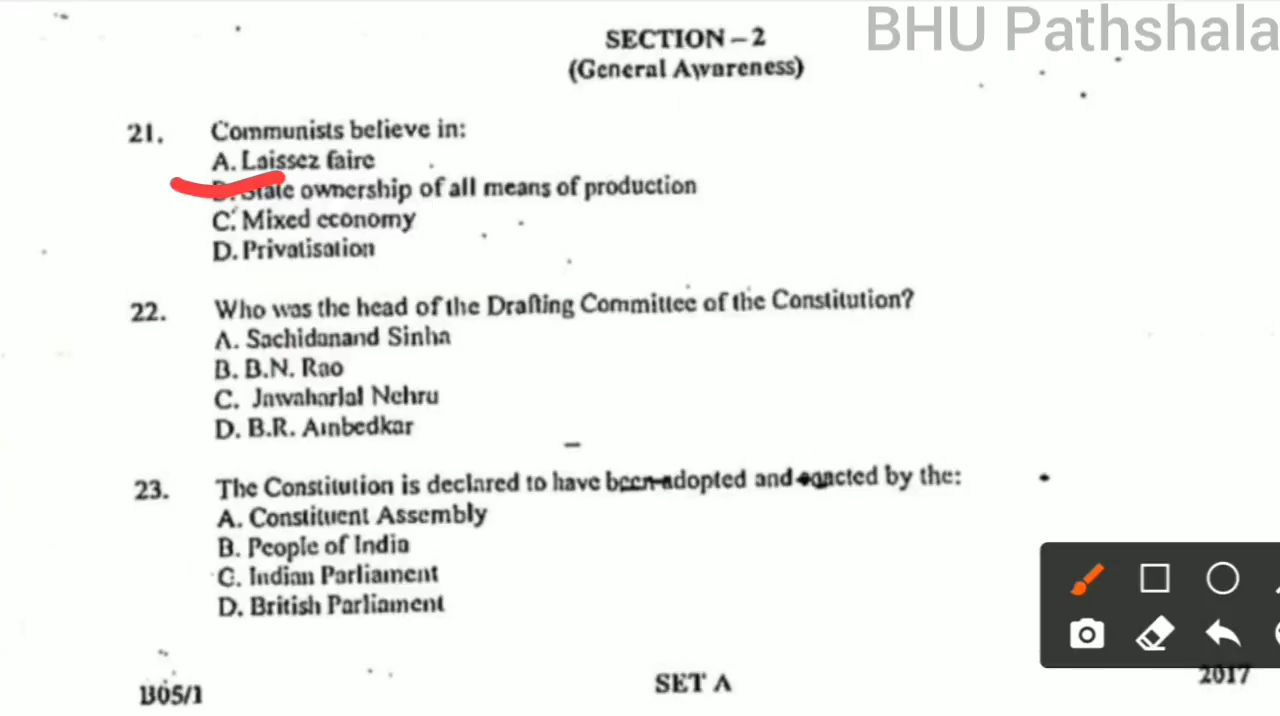 BHU Pathshala
SECTION – 2
(General Awareness)
21. Communists believe in:
A. Laissez faire
B. State ownership of all means of production
C. Mixed economy
D. Privatisation
22. Who was the head of the Drafting Committee of the Constitution?
A. Sachidanand Sinha
B. B.N. Rao
C. Jawaharlal Nehru
D. B.R. Ambedkar
23. The Constitution is declared to have been adopted and enacted by the:
A. Constituent Assembly
B. People of India
C. Indian Parliament
D. British Parliament
2017
B05/1 SET A